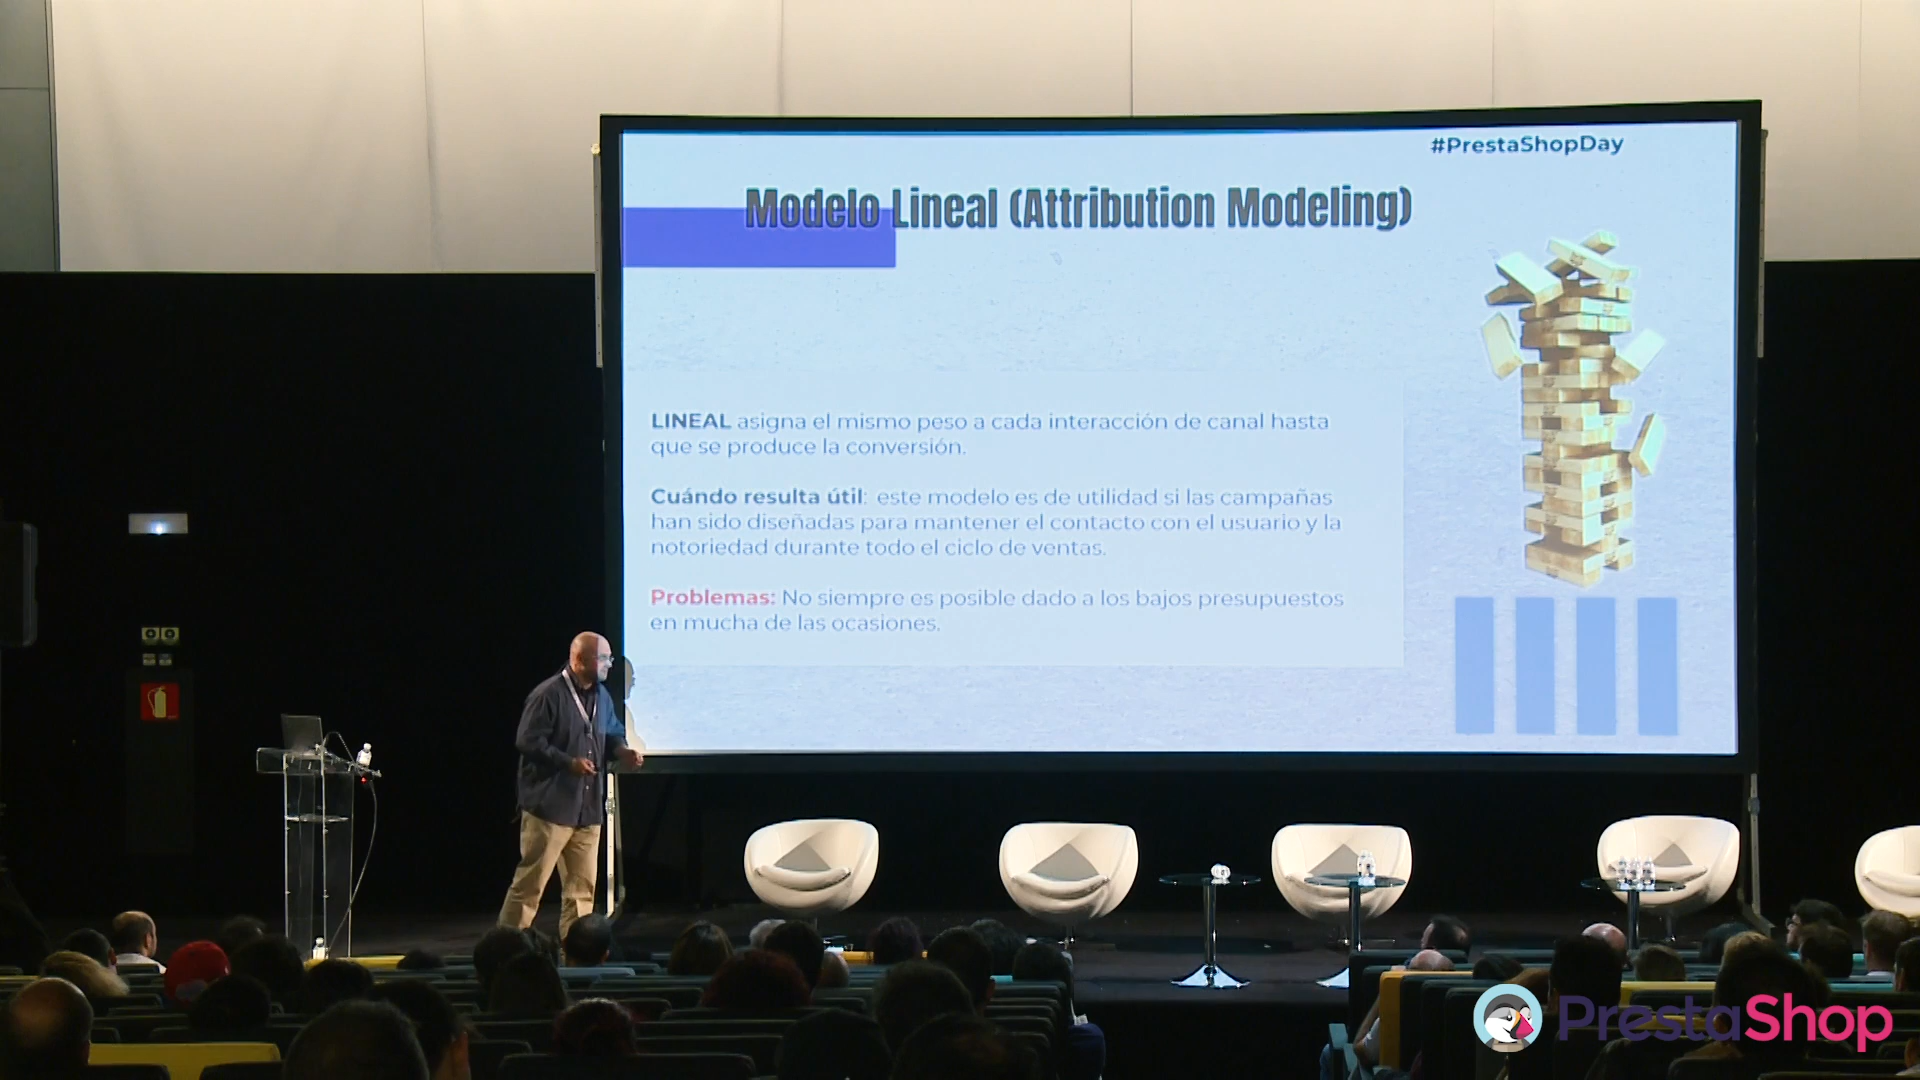 #PrestaShopDay
Modelo Lineal (Attribution Modeling)
LINEAL asigna el mismo peso a cada interacción de canal hasta
que se produce la conversión.
Cuándo resulta útil: este modelo es de utilidad si las campañas
han sido diseñadas para mantener el contacto con el usuario y la
notoriedad durante todo el ciclo de ventas.
Problemas: No siempre es posible dado a los bajos presupuestos
en mucha de las ocasiones.
PrestaShop